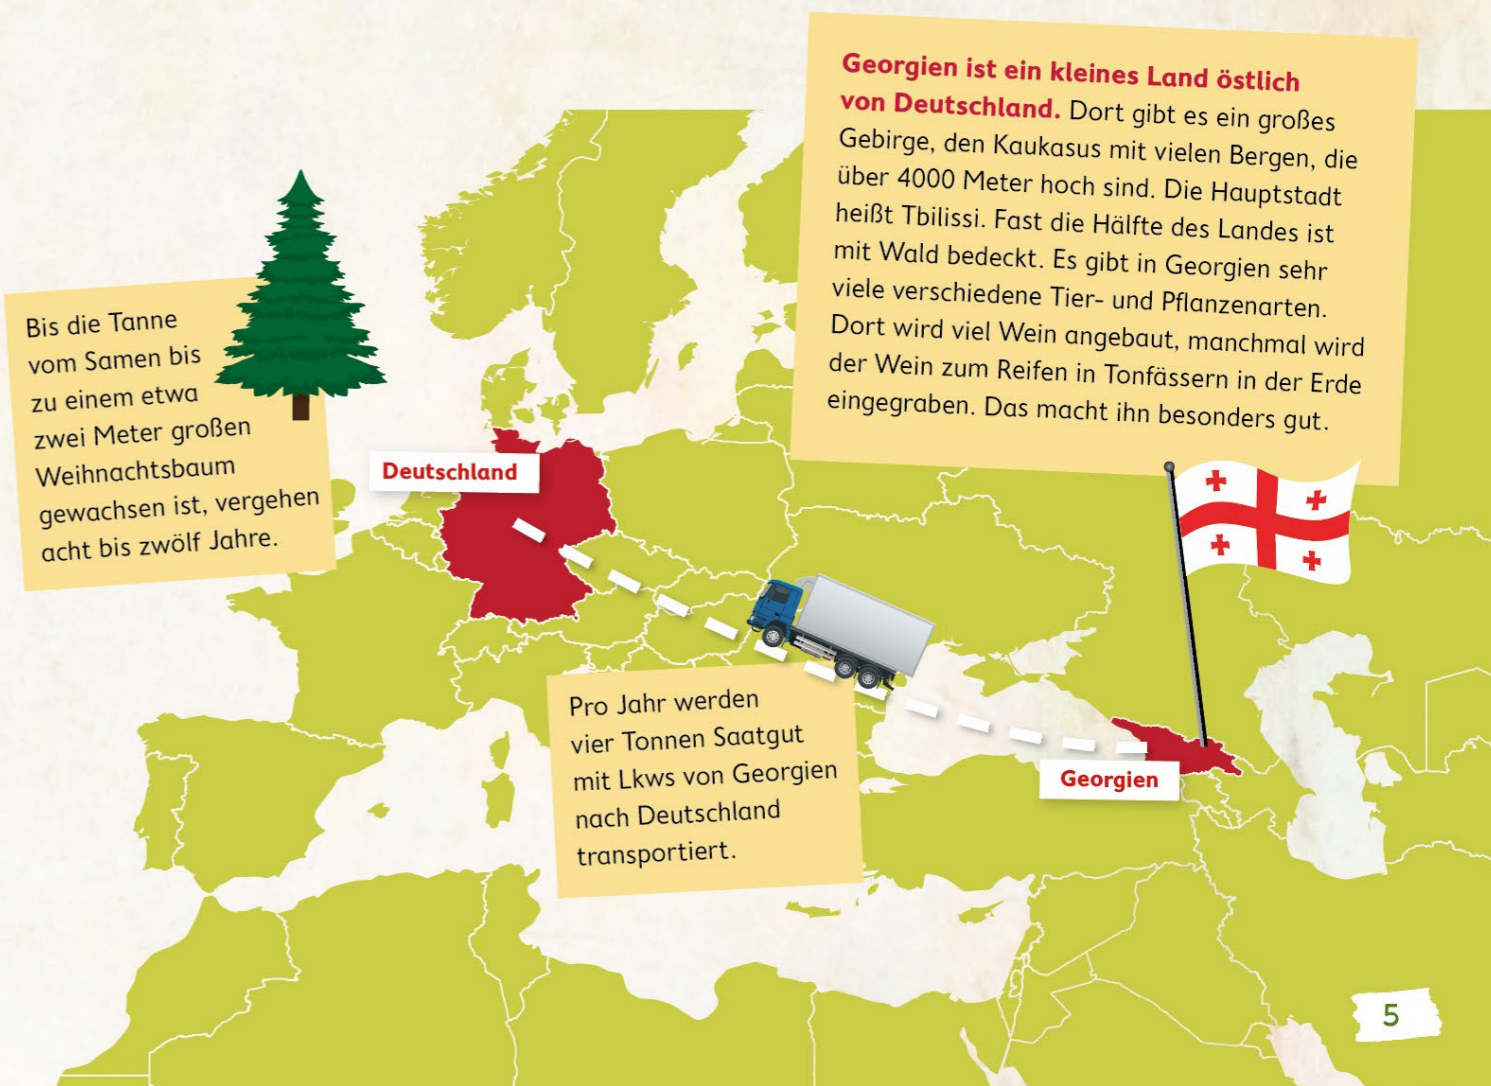 Georgien ist ein kleines Land östlich
von Deutschland. Dort gibt es ein großes
Gebirge, den Kaukasus mit vielen Bergen, die
über 4000 Meter hoch sind. Die Hauptstadt
heißt Tbilissi. Fast die Hälfte des Landes ist
mit Wald bedeckt. Es gibt in Georgien sehr
viele verschiedene Tier- und Pflanzenarten.
Dort wird viel Wein angebaut, manchmal wird
der Wein zum Reifen in Tonfässern in der Erde
eingegraben. Das macht ihn besonders gut.
Bis die Tanne
vom Samen bis
zu einem etwa
zwei Meter großen
Weihnachtsbaum
gewachsen ist, vergehen
acht bis zwölf Jahre.
Deutschland
Pro Jahr werden
vier Tonnen Saatgut
mit Lkws von Georgien
nach Deutschland
transportiert.
Georgien
5